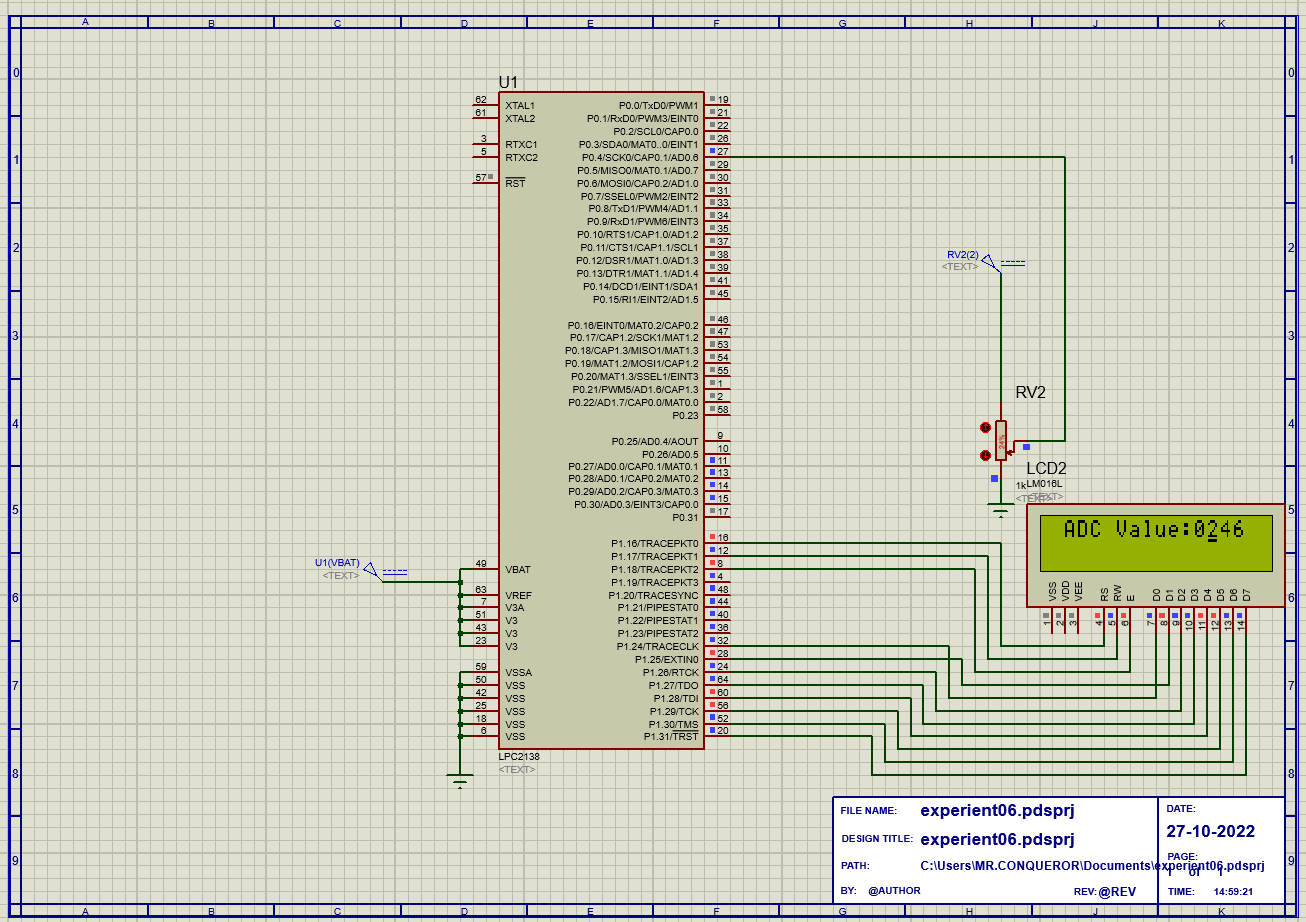 A B C D E F G H J K
0 0
1 1
2 2
3 3
4 4
5 5
6 6
7 7
8 8
9 9
U1
62 XTAL1
61 XTAL2
3 RTXC1
5 RTXC2
57 RST
49 VBAT
63 VREF
7 V3A
51 V3
43 V3
23 V3
59 VSSA
50 VSS
42 VSS
25 VSS
18 VSS
6 VSS
P0.0/TxD0/PWM1 19
P0.1/RxD0/PWM3/EINT0 21
P0.2/SCL0/CAP0.0 22
P0.3/SDA0/MAT0..0/EINT1 26
P0.4/SCK0/CAP0.1/AD0.6 27
P0.5/MISO0/MAT0.1/AD0.7 29
P0.6/MOSI0/CAP0.2/AD1.0 30
P0.7/SSEL0/PWM2/EINT2 31
P0.8/TxD1/PWM4/AD1.1 33
P0.9/RxD1/PWM6/EINT3 34
P0.10/RTS1/CAP1.0/AD1.2 35
P0.11/CTS1/CAP1.1/SCL1 37
P0.12/DSR1/MAT1.0/AD1.3 38
P0.13/DTR1/MAT1.1/AD1.4 39
P0.14/DCD1/EINT1/SDA1 41
P0.15/RI1/EINT2/AD1.5 45
P0.16/EINT0/MAT0.2/CAP0.2 46
P0.17/CAP1.2/SCK1/MAT1.2 47
P0.18/CAP1.3/MISO1/MAT1.3 53
P0.19/MAT1.2/MOSI1/CAP1.2 54
P0.20/MAT1.3/SSEL1/EINT3 55
P0.21/PWM5/AD1.6/CAP1.3 1
P0.22/AD1.7/CAP0.0/MAT0.0 2
P0.23 58
P0.25/AD0.4/AOUT 9
P0.26/AD0.5 10
P0.27/AD0.0/CAP0.1/MAT0.1 11
P0.28/AD0.1/CAP0.2/MAT0.2 13
P0.29/AD0.2/CAP0.3/MAT0.3 14
P0.30/AD0.3/EINT3/CAP0.0 15
P0.31 17
P1.16/TRACEPKT0 16
P1.17/TRACEPKT1 12
P1.18/TRACEPKT2 8
P1.19/TRACEPKT3 4
P1.20/TRACESYNC 48
P1.21/PIPESTAT0 44
P1.22/PIPESTAT1 40
P1.23/PIPESTAT2 36
P1.24/TRACECLK 32
P1.25/EXTIN0 28
P1.26/RTCK 24
P1.27/TDO 64
P1.28/TDI 60
P1.29/TCK 56
P1.30/TMS 52
P1.31/TRST 20
LPC2138
<TEXT>
U1(VBAT)
<TEXT>
RV2(2)
<TEXT>
RV2
24%
1k
<TEXT>
LCD2
LM016L
<TEXT>
ADC Value:0246
VSS VDD VEE RS RW E D0 D1 D2 D3 D4 D5 D6 D7
1 2 3 4 5 6 7 8 9 10 11 12 13 14
FILE NAME: experient06.pdsprj
DESIGN TITLE: experient06.pdsprj
PATH: C:\Users\MR.CONQUEROR\Documents\experient06.pdsprj
BY: @AUTHOR REV: @REV
DATE:
27-10-2022
PAGE:
1 of 1
TIME: 14:59:21
A B C D E F G H J K